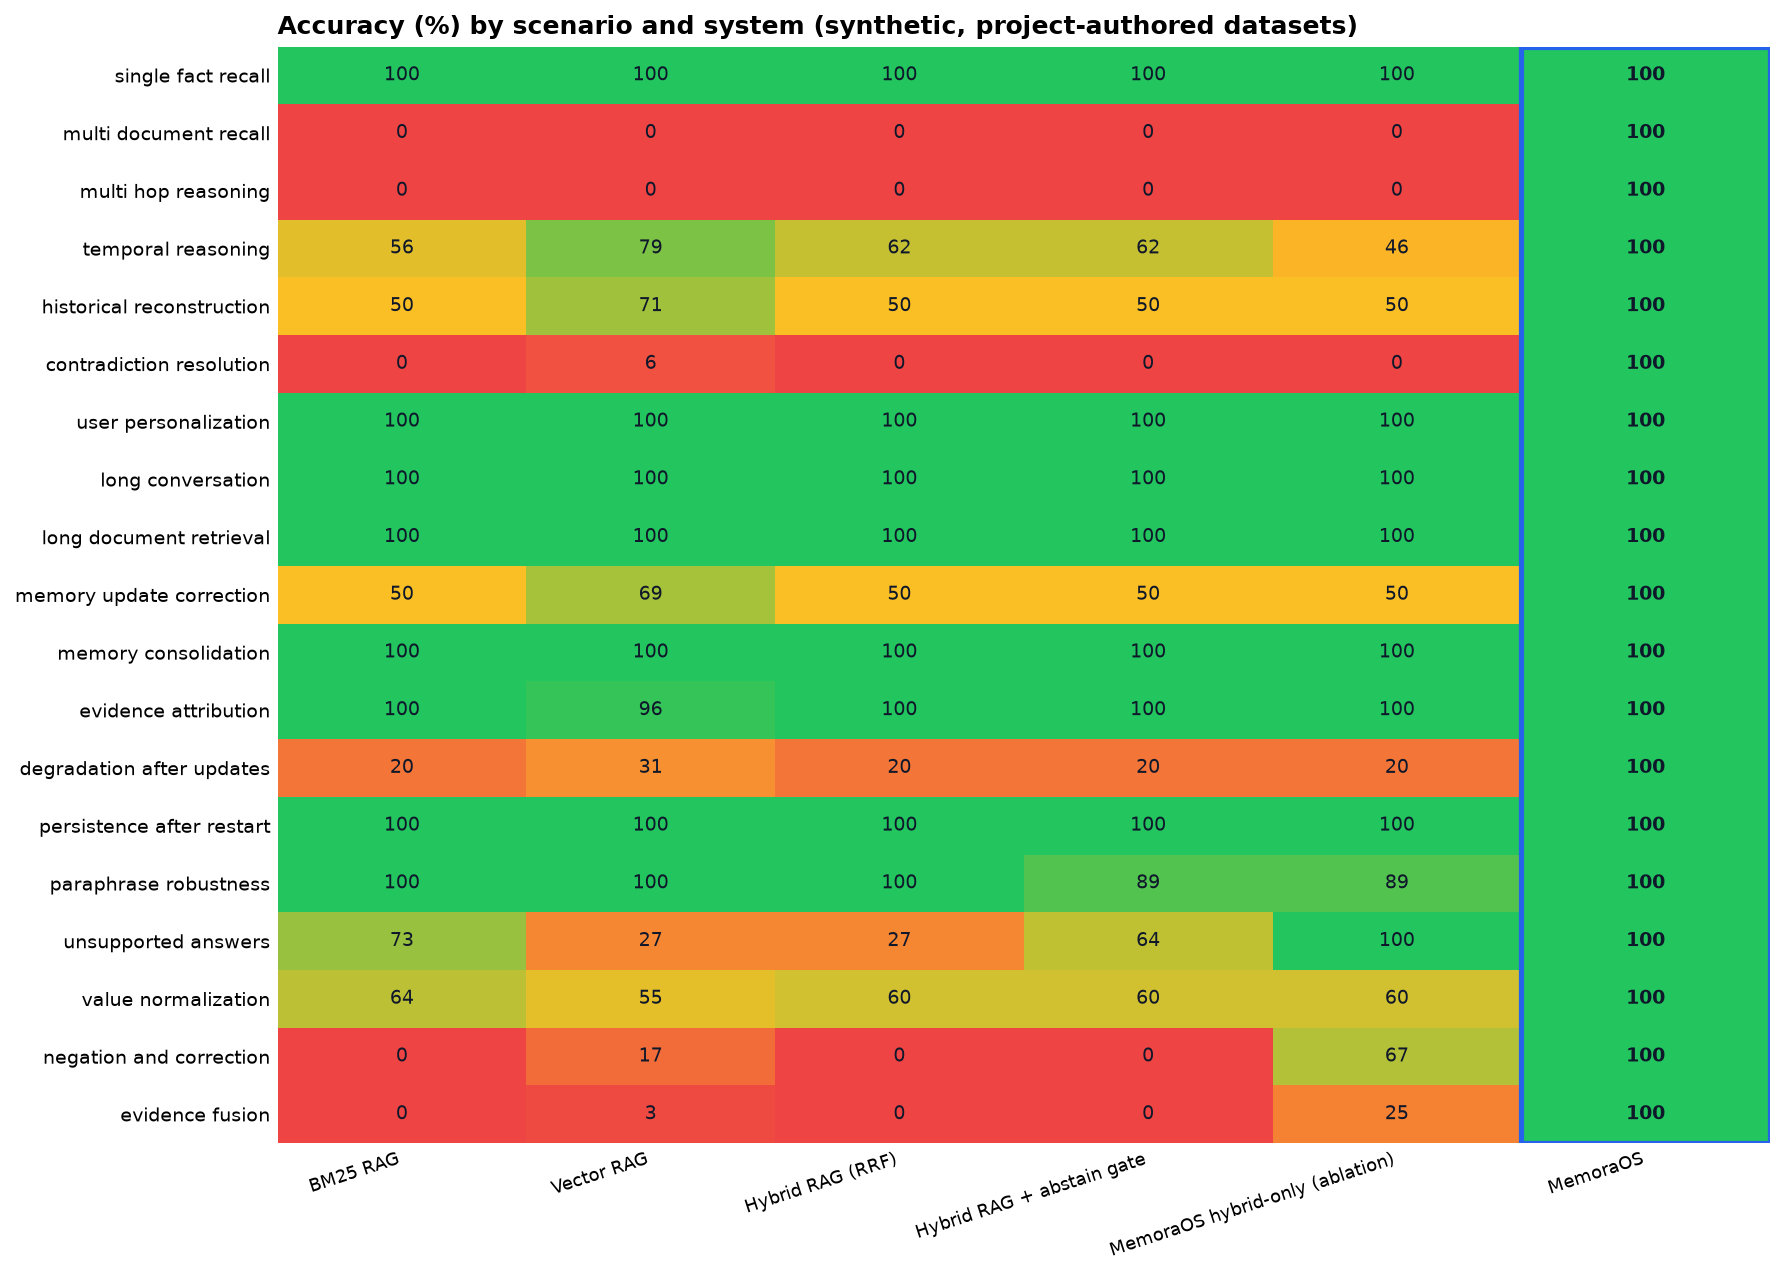 Accuracy (%) by scenario and system (synthetic, project-authored datasets)
single fact recall 100 100 100 100 100 100
multi document recall 0 0 0 0 0 100
multi hop reasoning 0 0 0 0 0 100
temporal reasoning 56 79 62 62 46 100
historical reconstruction 50 71 50 50 50 100
contradiction resolution 0 6 0 0 0 100
user personalization 100 100 100 100 100 100
long conversation 100 100 100 100 100 100
long document retrieval 100 100 100 100 100 100
memory update correction 50 69 50 50 50 100
memory consolidation 100 100 100 100 100 100
evidence attribution 100 96 100 100 100 100
degradation after updates 20 31 20 20 20 100
persistence after restart 100 100 100 100 100 100
paraphrase robustness 100 100 100 89 89 100
unsupported answers 73 27 27 64 100 100
value normalization 64 55 60 60 60 100
negation and correction 0 17 0 0 67 100
evidence fusion 0 3 0 0 25 100
BM25 RAG
Vector RAG
Hybrid RAG (RRF)
Hybrid RAG + abstain gate
MemoraOS hybrid-only (ablation)
MemoraOS